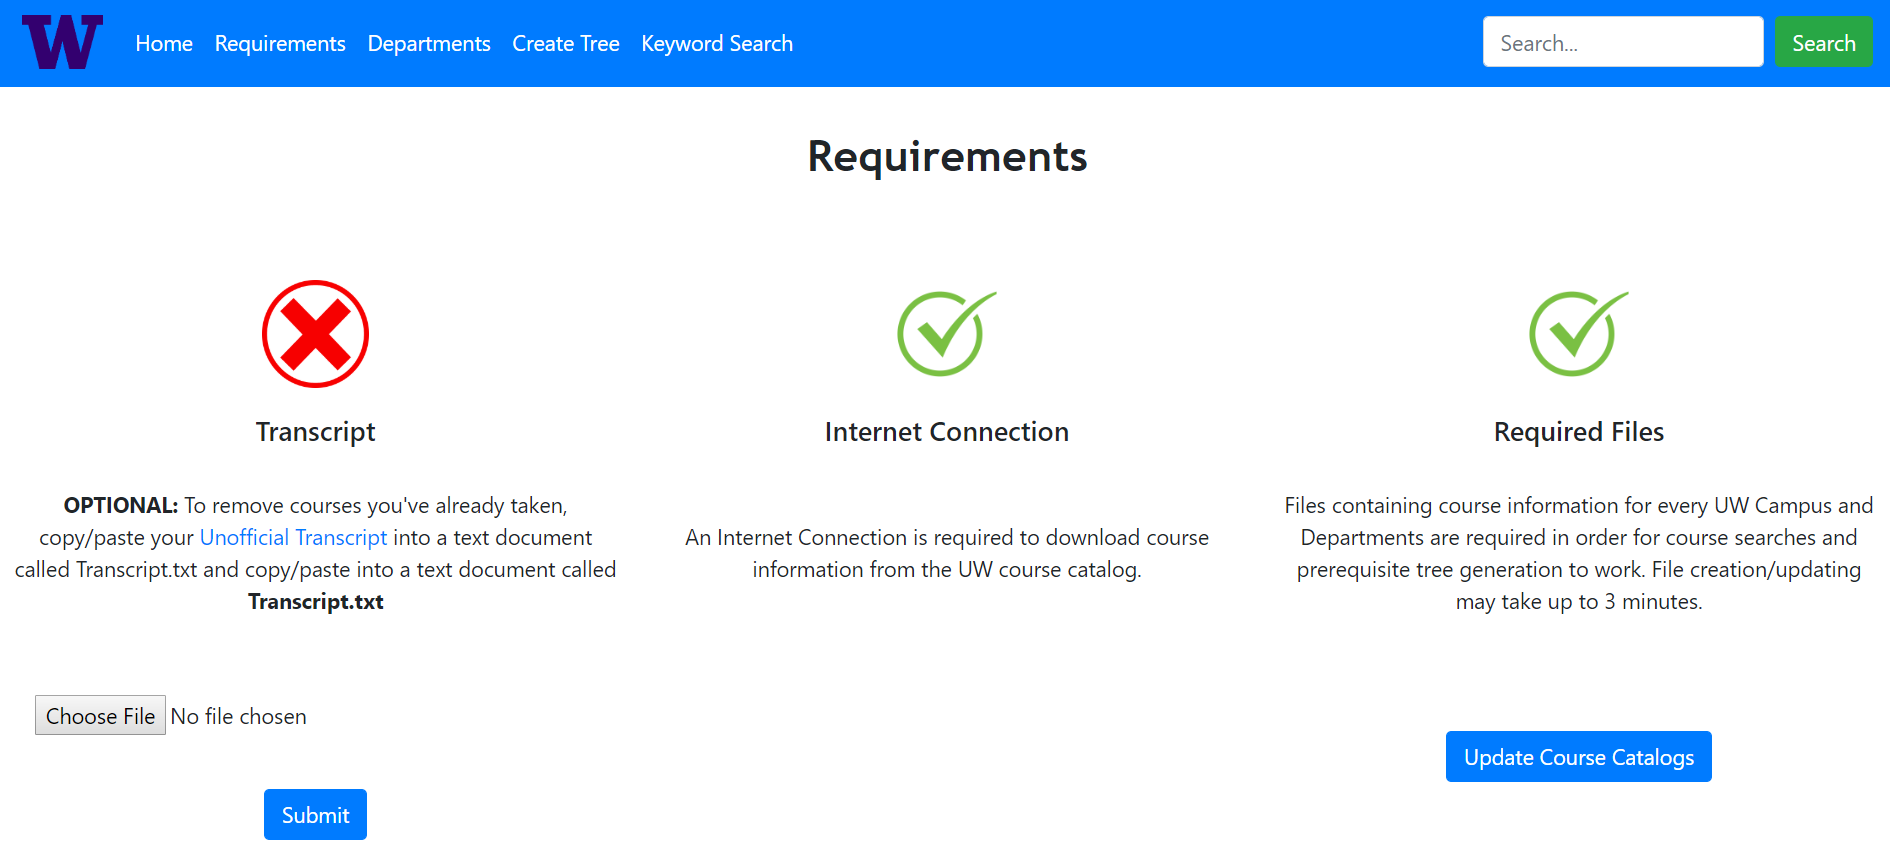 W
Home Requirements Departments Create Tree Keyword Search Search... Search
Requirements
Transcript
OPTIONAL: To remove courses you've already taken,
copy/paste your Unofficial Transcript into a text document
called Transcript.txt and copy/paste into a text document called
Transcript.txt
Choose File No file chosen
Submit
Internet Connection
An Internet Connection is required to download course
information from the UW course catalog.
Required Files
Files containing course information for every UW Campus and
Departments are required in order for course searches and
prerequisite tree generation to work. File creation/updating
may take up to 3 minutes.
Update Course Catalogs